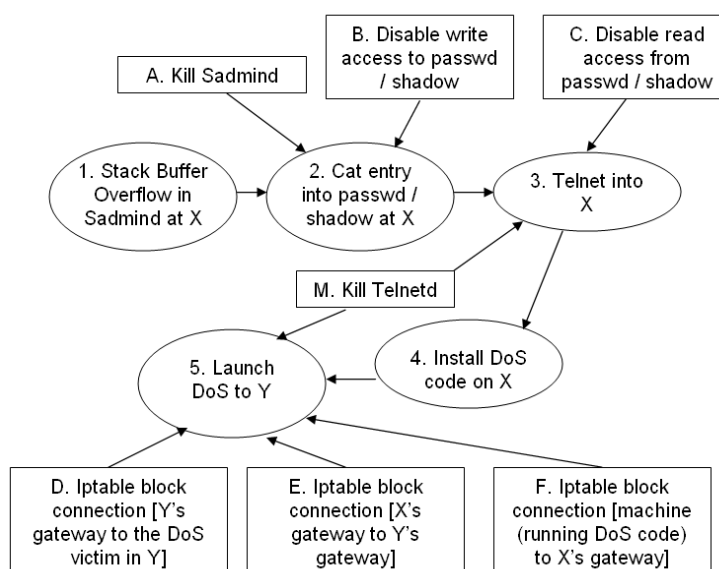 B. Disable write
access to passwd
/ shadow
C. Disable read
access from
passwd / shadow
A. Kill Sadmind
1. Stack Buffer
Overflow in
Sadmind at X
2. Cat entry
into passwd /
shadow at X
3. Telnet into
X
M. Kill Telnetd
5. Launch
DoS to Y
4. Install DoS
code on X
D. Iptable block
connection [Y's
gateway to the DoS
victim in Y]
E. Iptable block
connection [X's
gateway to Y's
gateway]
F. Iptable block
connection [machine
(running DoS code)
to X's gateway]